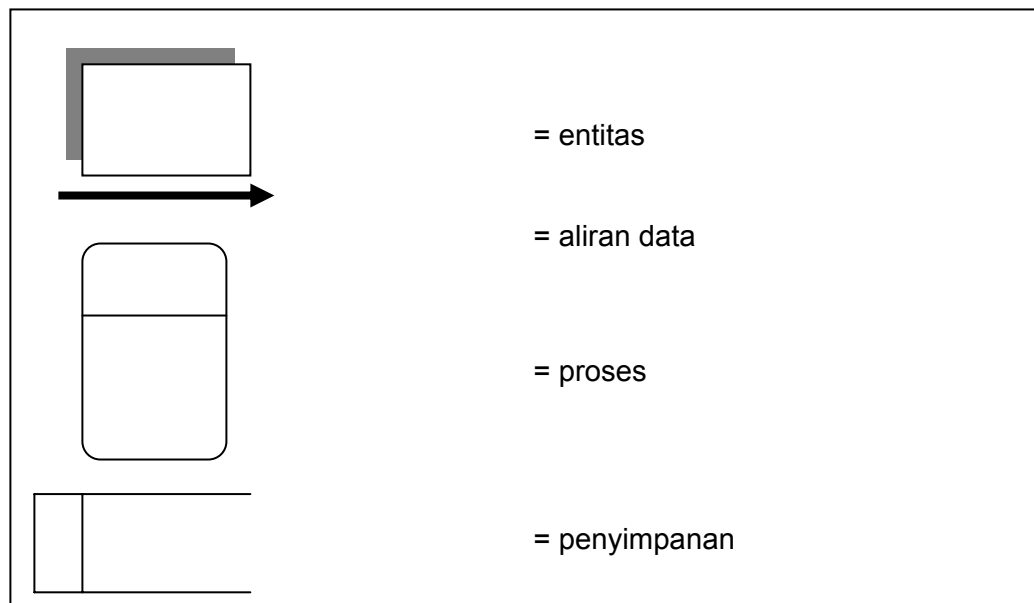 = entitas
= aliran data
= proses
= penyimpanan